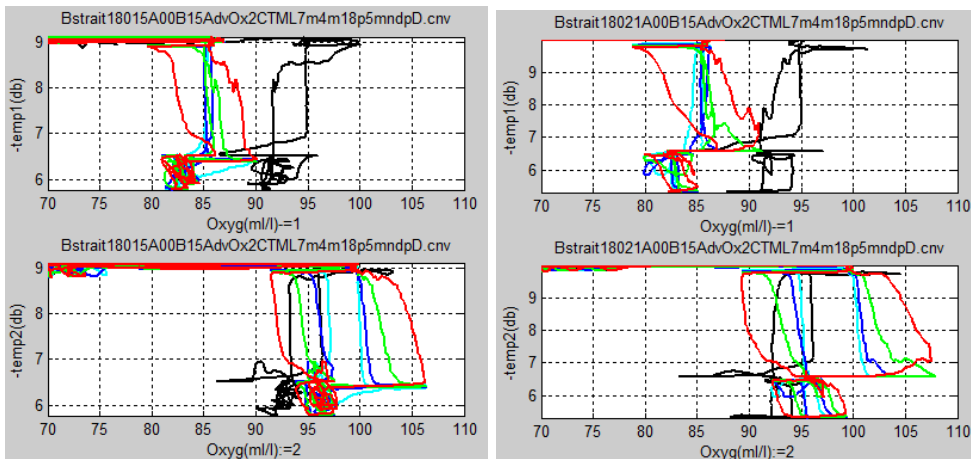 Bstrait18015A00B15AdvOx2CTML7m4m18p5mndpD.cnv
9
8
7
6
-temp1(db)
70 75 80 85 90 95 100 105 110
Oxyg(ml/l)-=1
Bstrait18021A00B15AdvOx2CTML7m4m18p5mndpD.cnv
9
8
7
6
-temp1(db)
70 75 80 85 90 95 100 105 110
Oxyg(ml/l)-=1
Bstrait18015A00B15AdvOx2CTML7m4m18p5mndpD.cnv
9
8
7
6
-temp2(db)
70 75 80 85 90 95 100 105 110
Oxyg(ml/l):=2
Bstrait18021A00B15AdvOx2CTML7m4m18p5mndpD.cnv
9
8
7
6
-temp2(db)
70 75 80 85 90 95 100 105 110
Oxyg(ml/l):=2